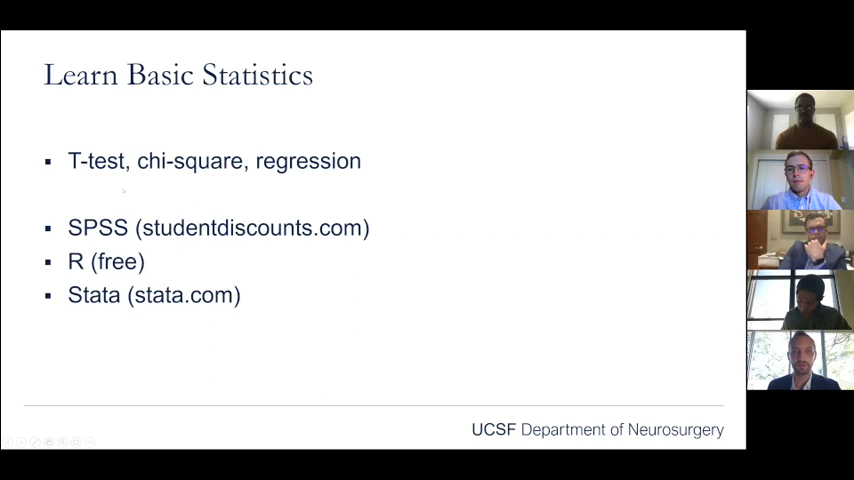 Learn Basic Statistics
T-test, chi-square, regression
SPSS (studentdiscounts.com)
R (free)
Stata (stata.com)
UCSF Department of Neurosurgery